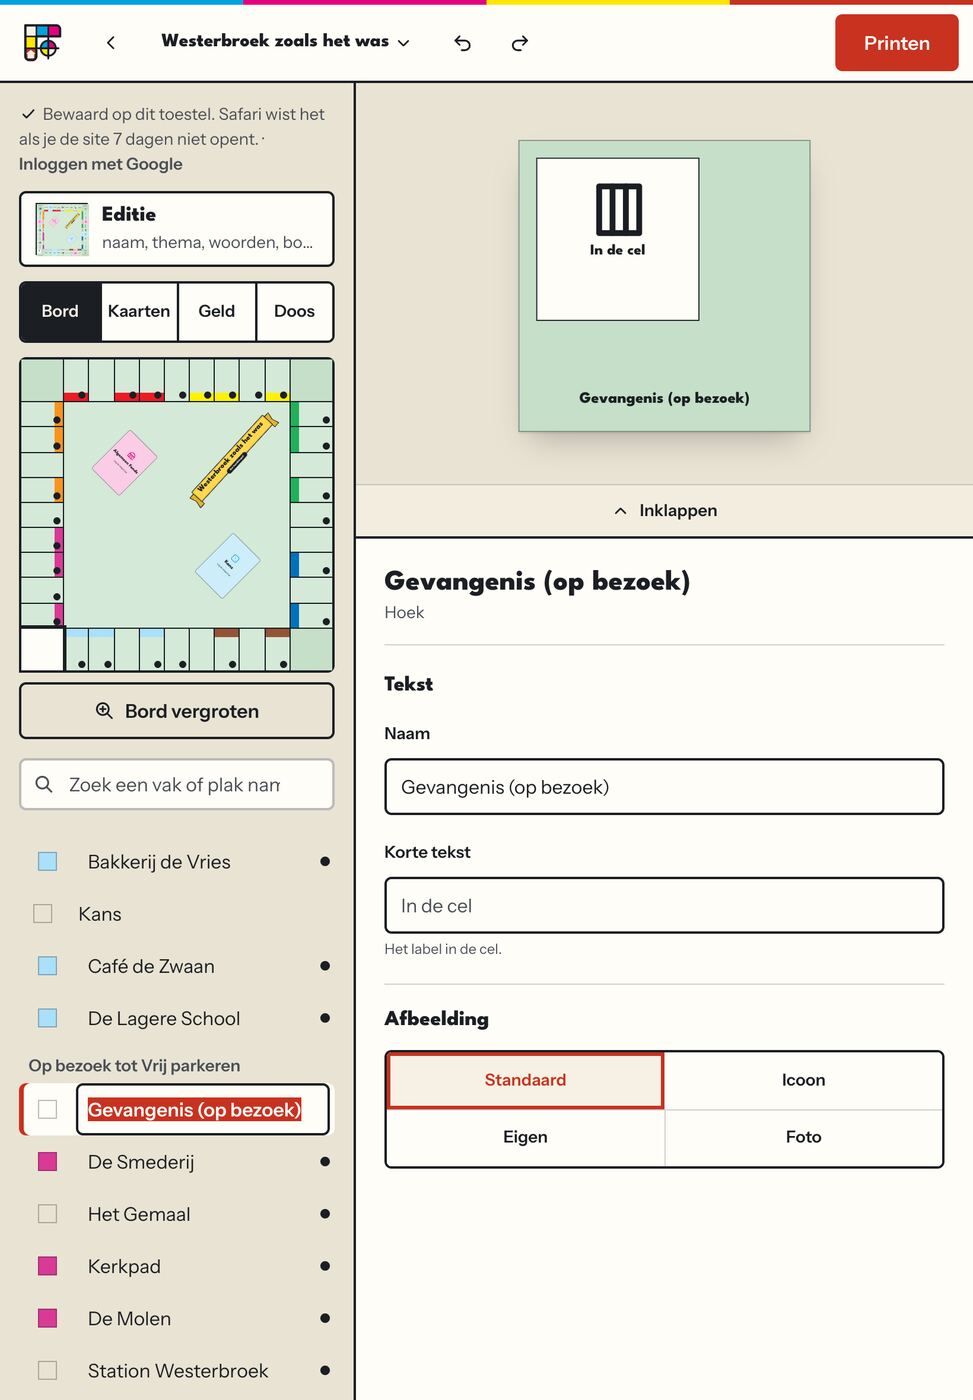 Westerbroek zoals het was
Printen
Bewaard op dit toestel. Safari wist het
als je de site 7 dagen niet opent. ·
Inloggen met Google
Editie
naam, thema, woorden, bo...
Bord
Kaarten
Geld
Doos
Algemeen Fonds
Westerbroek zoals het was
Kans
Bord vergroten
Zoek een vak of plak nam
Bakkerij de Vries
Kans
Café de Zwaan
De Lagere School
Op bezoek tot Vrij parkeren
Gevangenis (op bezoek)
De Smederij
Het Gemaal
Kerkpad
De Molen
Station Westerbroek
In de cel
Gevangenis (op bezoek)
Inklappen
Gevangenis (op bezoek)
Hoek
Tekst
Naam
Gevangenis (op bezoek)
Korte tekst
In de cel
Het label in de cel.
Afbeelding
Standaard
Icoon
Eigen
Foto